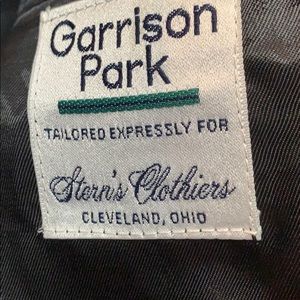 Garrison
Park
TAILORED EXPRESSLY FOR
Stern's Clothiers
CLEVELAND, OHIO